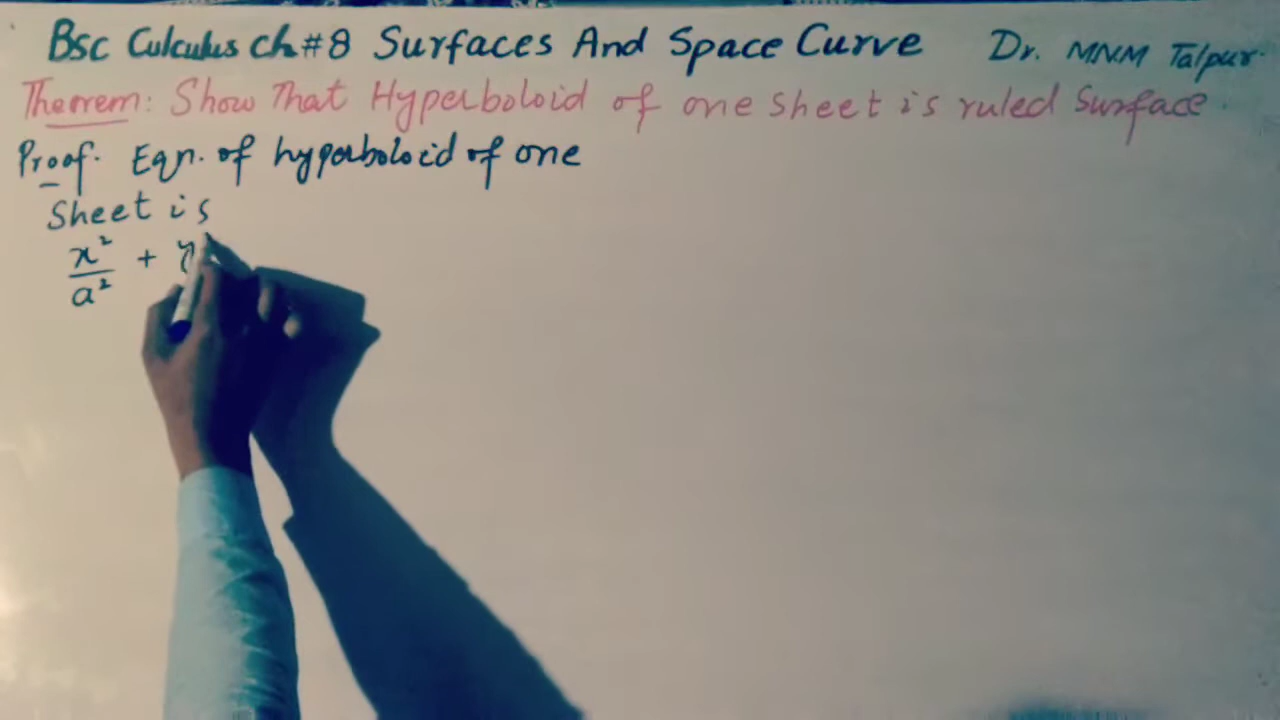 Bsc Calculus ch#8 Surfaces And Space Curve Dr. MNM Talpur
Theorem: Show That Hyperboloid of one sheet is ruled Surface.
Proof. Eqn. of hyperboloid of one
Sheet is
x²/a² + y